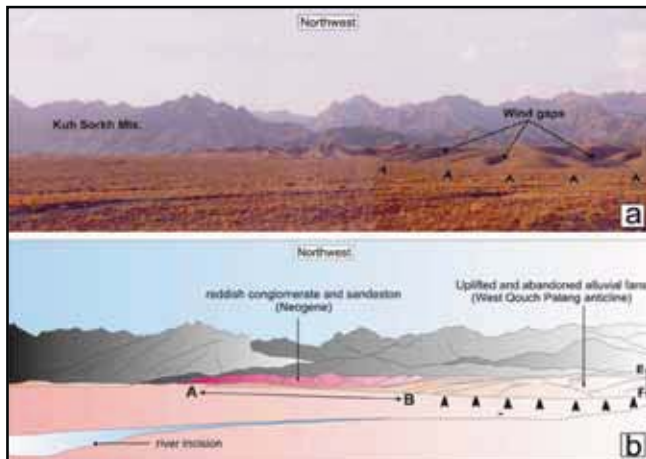 Northwest
Kuh Sorkh Mts.
Wind gaps
a
Northwest
reddish conglomerate and sandeston
(Neogene)
Uplifted and abandoned alluvial fans
(West Qouch Palang anticline)
A
B
river incision
b